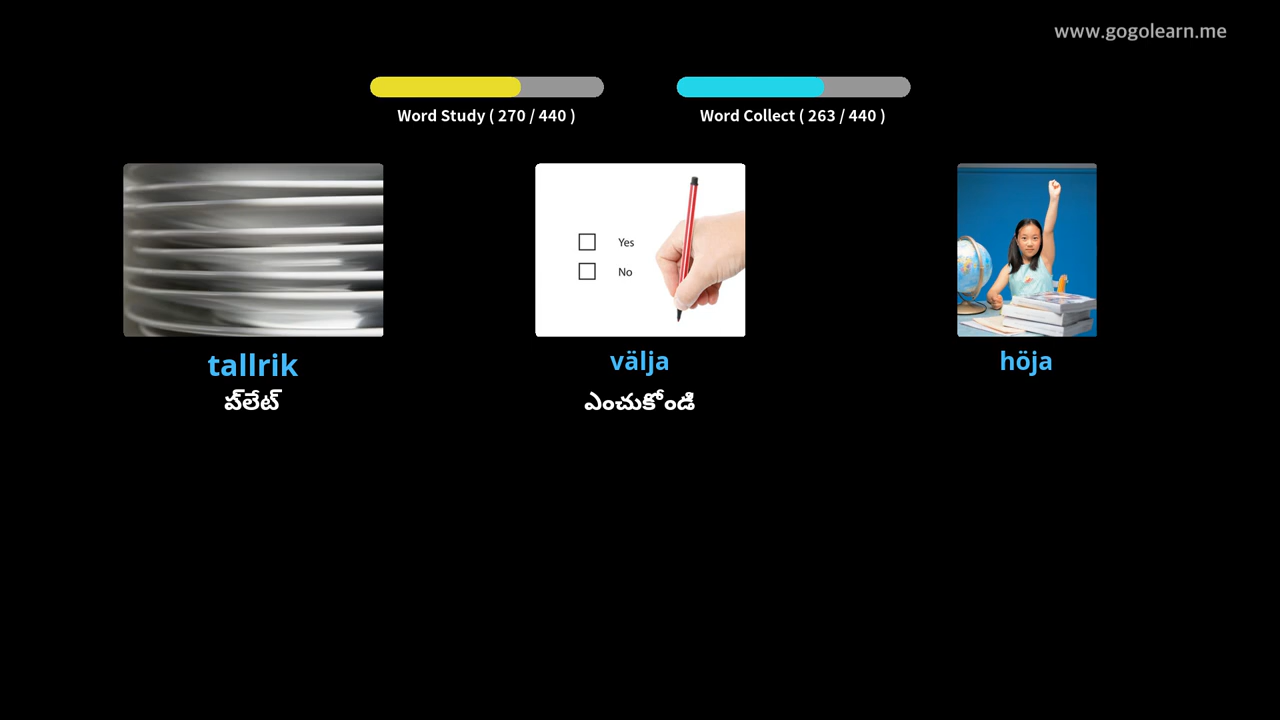 www.gogolearn.me
Word Study ( 270 / 440 )
Word Collect ( 263 / 440 )
Yes
No
tallrik
välja
höja
ప్‌లేట్
ఎంచుకోండి